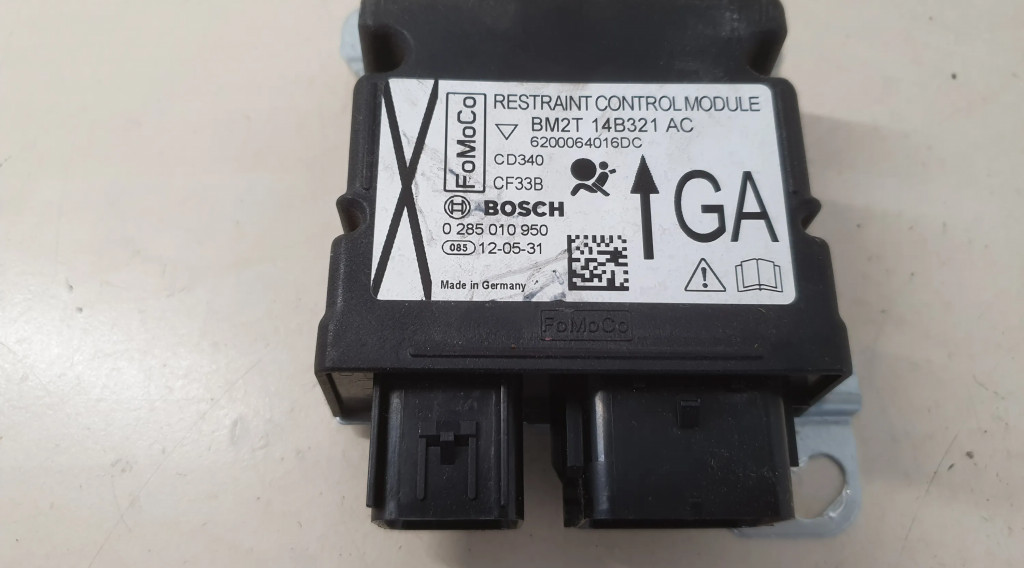 FoMoCo
RESTRAINT CONTROL MODULE
BM2T 14B321 AC
6200064016DC
CD340
CF33B
BOSCH
0 285 010 950
085 12-05-31
Made in Germany
GA
FoMoCo